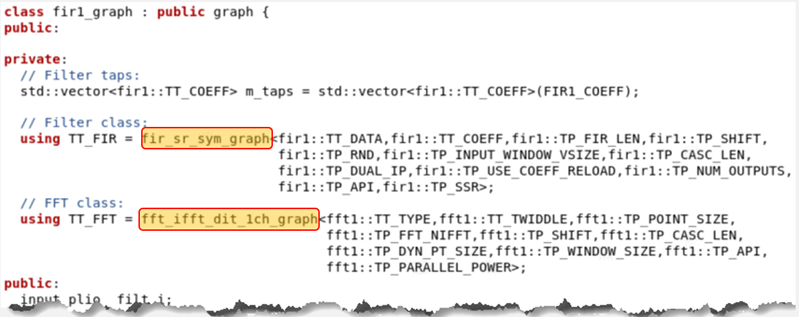 class fir1_graph : public graph {
public:
private:
// Filter taps:
std::vector<fir1::TT_COEFF> m_taps = std::vector<fir1::TT_COEFF>(FIR1_COEFF);
// Filter class:
using TT_FIR = fir_sr_sym_graph<fir1::TT_DATA,fir1::TT_COEFF,fir1::TP_FIR_LEN,fir1::TP_SHIFT,
fir1::TP_RND,fir1::TP_INPUT_WINDOW_VSIZE,fir1::TP_CASC_LEN,
fir1::TP_DUAL_IP,fir1::TP_USE_COEFF_RELOAD,fir1::TP_NUM_OUTPUTS,
fir1::TP_API,fir1::TP_SSR>;
// FFT class:
using TT_FFT = fft_ifft_dit_1ch_graph<fft1::TT_TYPE,fft1::TT_TWIDDLE,fft1::TP_POINT_SIZE,
fft1::TP_FFT_NIFFT,fft1::TP_SHIFT,fft1::TP_CASC_LEN,
fft1::TP_DYN_PT_SIZE,fft1::TP_WINDOW_SIZE,fft1::TP_API,
fft1::TP_PARALLEL_POWER>;
public:
input_plio filt_i;